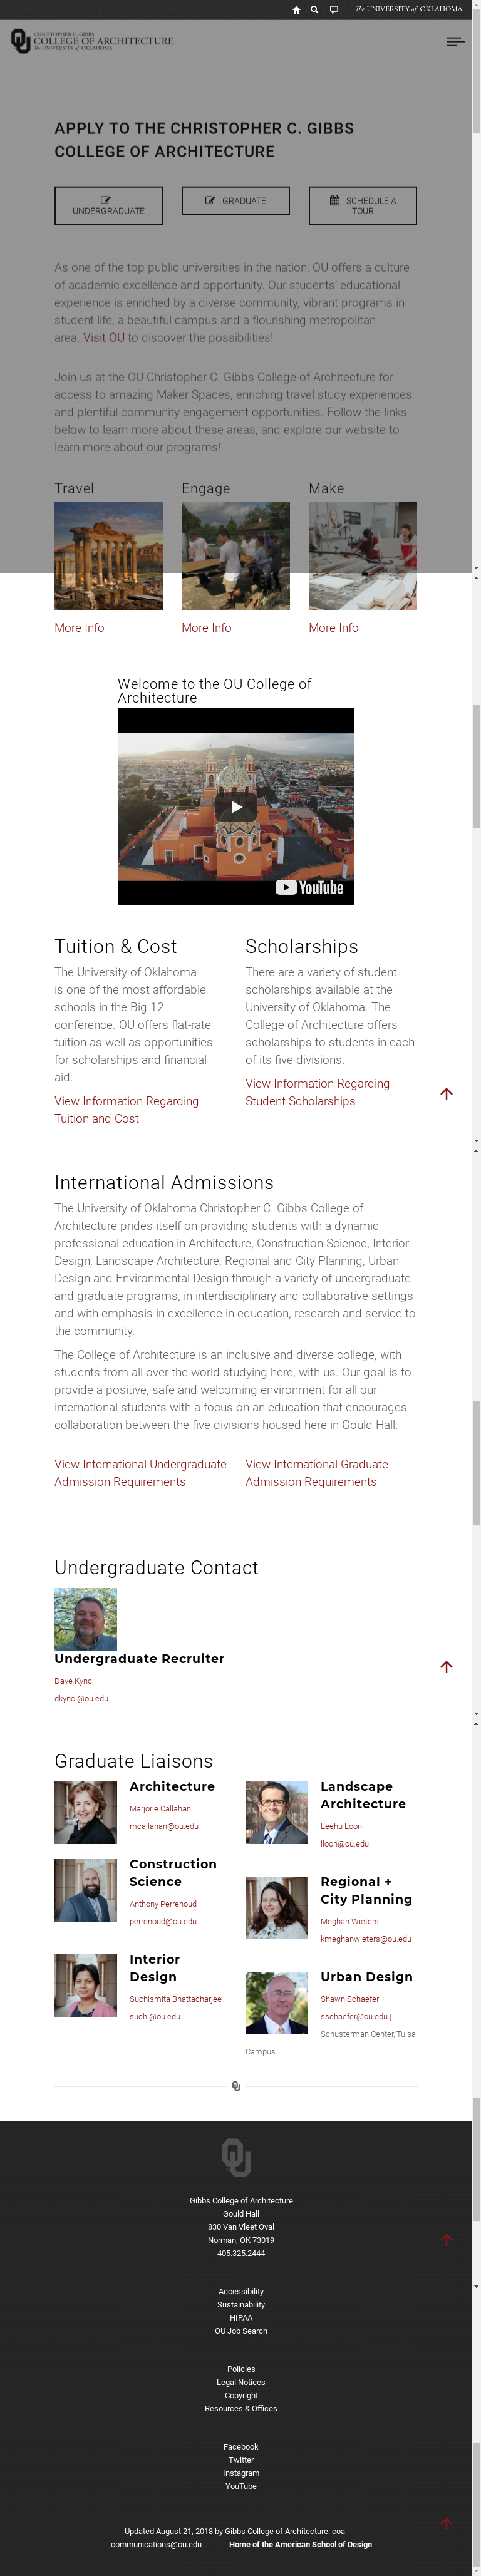 The UNIVERSITY of OKLAHOMA
CHRISTOPHER C. GIBBS
COLLEGE OF ARCHITECTURE
The UNIVERSITY of OKLAHOMA
APPLY TO THE CHRISTOPHER C. GIBBS
COLLEGE OF ARCHITECTURE
UNDERGRADUATE
GRADUATE
SCHEDULE A
TOUR
As one of the top public universities in the nation, OU offers a culture
of academic excellence and opportunity. Our students' educational
experience is enriched by a diverse community, vibrant programs in
student life, a beautiful campus and a flourishing metropolitan
area. Visit OU to discover the possibilities!
Join us at the OU Christopher C. Gibbs College of Architecture for
access to amazing Maker Spaces, enriching travel study experiences
and plentiful community engagement opportunities. Follow the links
below to learn more about these areas, and explore our website to
learn more about our programs!
Travel
Engage
Make
More Info
More Info
More Info
Welcome to the OU College of
Architecture
YouTube
Tuition & Cost
The University of Oklahoma
is one of the most affordable
schools in the Big 12
conference. OU offers flat-rate
tuition as well as opportunities
for scholarships and financial
aid.
View Information Regarding
Tuition and Cost
Scholarships
There are a variety of student
scholarships available at the
University of Oklahoma. The
College of Architecture offers
scholarships to students in each
of its five divisions.
View Information Regarding
Student Scholarships
International Admissions
The University of Oklahoma Christopher C. Gibbs College of
Architecture prides itself on providing students with a dynamic
professional education in Architecture, Construction Science, Interior
Design, Landscape Architecture, Regional and City Planning, Urban
Design and Environmental Design through a variety of undergraduate
and graduate programs, in interdisciplinary and collaborative settings
and with emphasis in excellence in education, research and service to
the community.
The College of Architecture is an inclusive and diverse college, with
students from all over the world studying here, with us. Our goal is to
provide a positive, safe and welcoming environment for all our
international students with a focus on an education that encourages
collaboration between the five divisions housed here in Gould Hall.
View International Undergraduate
Admission Requirements
View International Graduate
Admission Requirements
Undergraduate Contact
Undergraduate Recruiter
Dave Kyncl
dkyncl@ou.edu
Graduate Liaisons
Architecture
Marjorie Callahan
mcallahan@ou.edu
Construction
Science
Anthony Perrenoud
perrenoud@ou.edu
Interior
Design
Suchismita Bhattacharjee
suchi@ou.edu
Landscape
Architecture
Leehu Loon
lloon@ou.edu
Regional +
City Planning
Meghan Wieters
kmeghanwieters@ou.edu
Urban Design
Shawn Schaefer
sschaefer@ou.edu |
Schusterman Center, Tulsa
Campus
Gibbs College of Architecture
Gould Hall
830 Van Vleet Oval
Norman, OK 73019
405.325.2444
Accessibility
Sustainability
HIPAA
OU Job Search
Policies
Legal Notices
Copyright
Resources & Offices
Facebook
Twitter
Instagram
YouTube
Updated August 21, 2018 by Gibbs College of Architecture: coa-
communications@ou.edu Home of the American School of Design